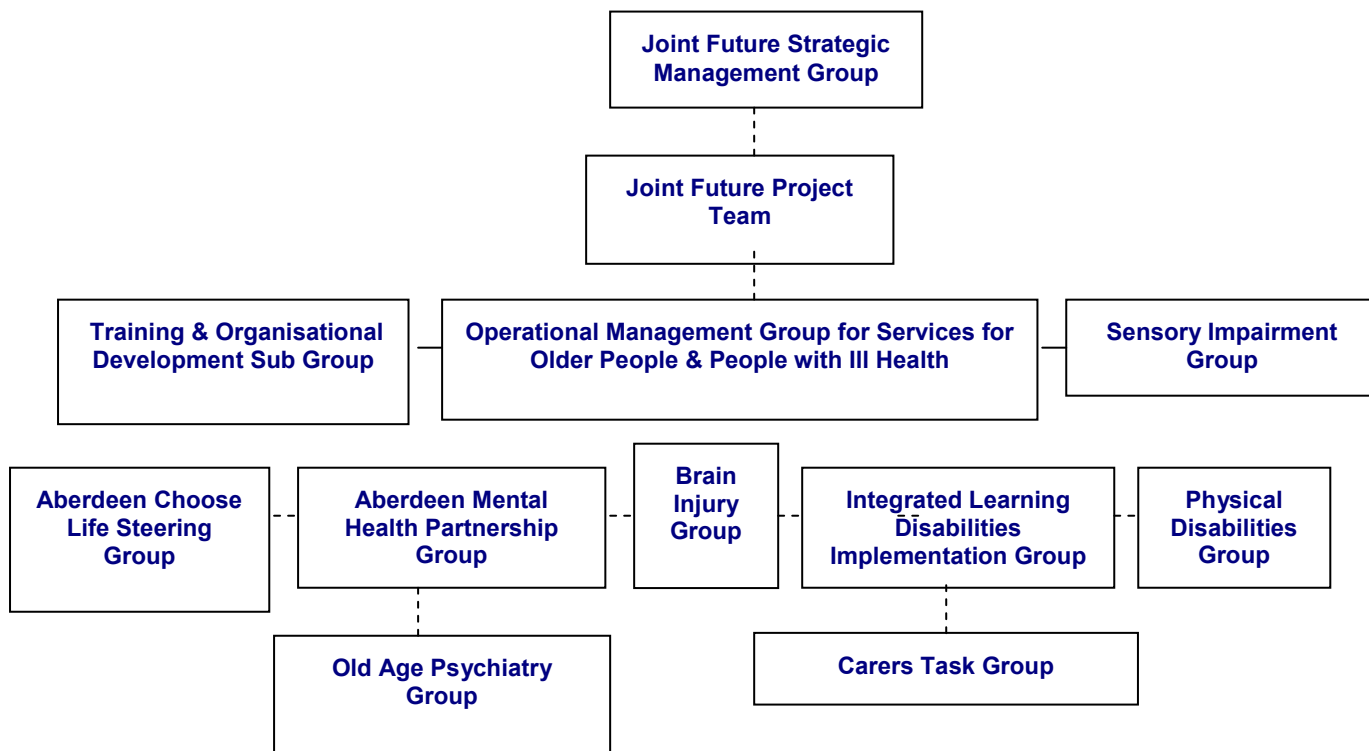 Joint Future Strategic
Management Group
Joint Future Project
Team
Training & Organisational
Development Sub Group
Operational Management Group for Services for
Older People & People with Ill Health
Sensory Impairment
Group
Aberdeen Choose
Life Steering
Group
Aberdeen Mental
Health Partnership
Group
Brain
Injury
Group
Integrated Learning
Disabilities
Implementation Group
Physical
Disabilities
Group
Old Age Psychiatry
Group
Carers Task Group